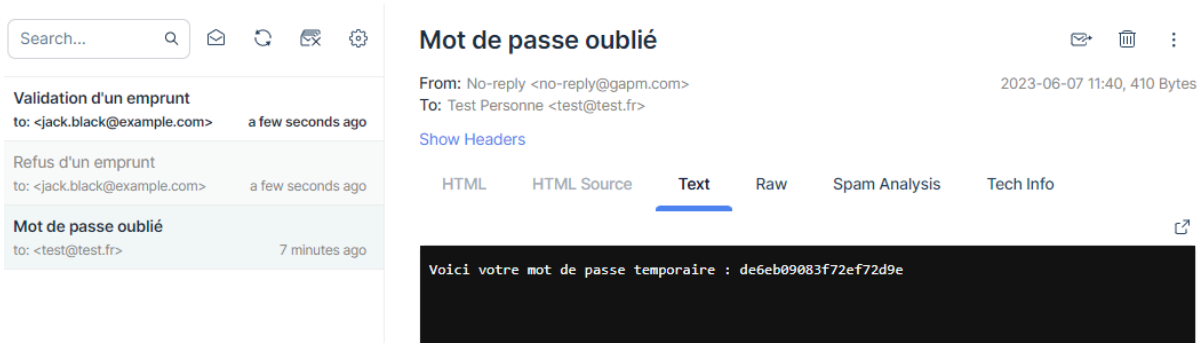 Search...
Validation d'un emprunt
to: <jack.black@example.com> a few seconds ago
Refus d'un emprunt
to: <jack.black@example.com> a few seconds ago
Mot de passe oublié
to: <test@test.fr> 7 minutes ago
Mot de passe oublié
From: No-reply <no-reply@gapm.com> 2023-06-07 11:40, 410 Bytes
To: Test Personne <test@test.fr>
Show Headers
HTML HTML Source Text Raw Spam Analysis Tech Info
Voici votre mot de passe temporaire : de6eb09083f72ef72d9e